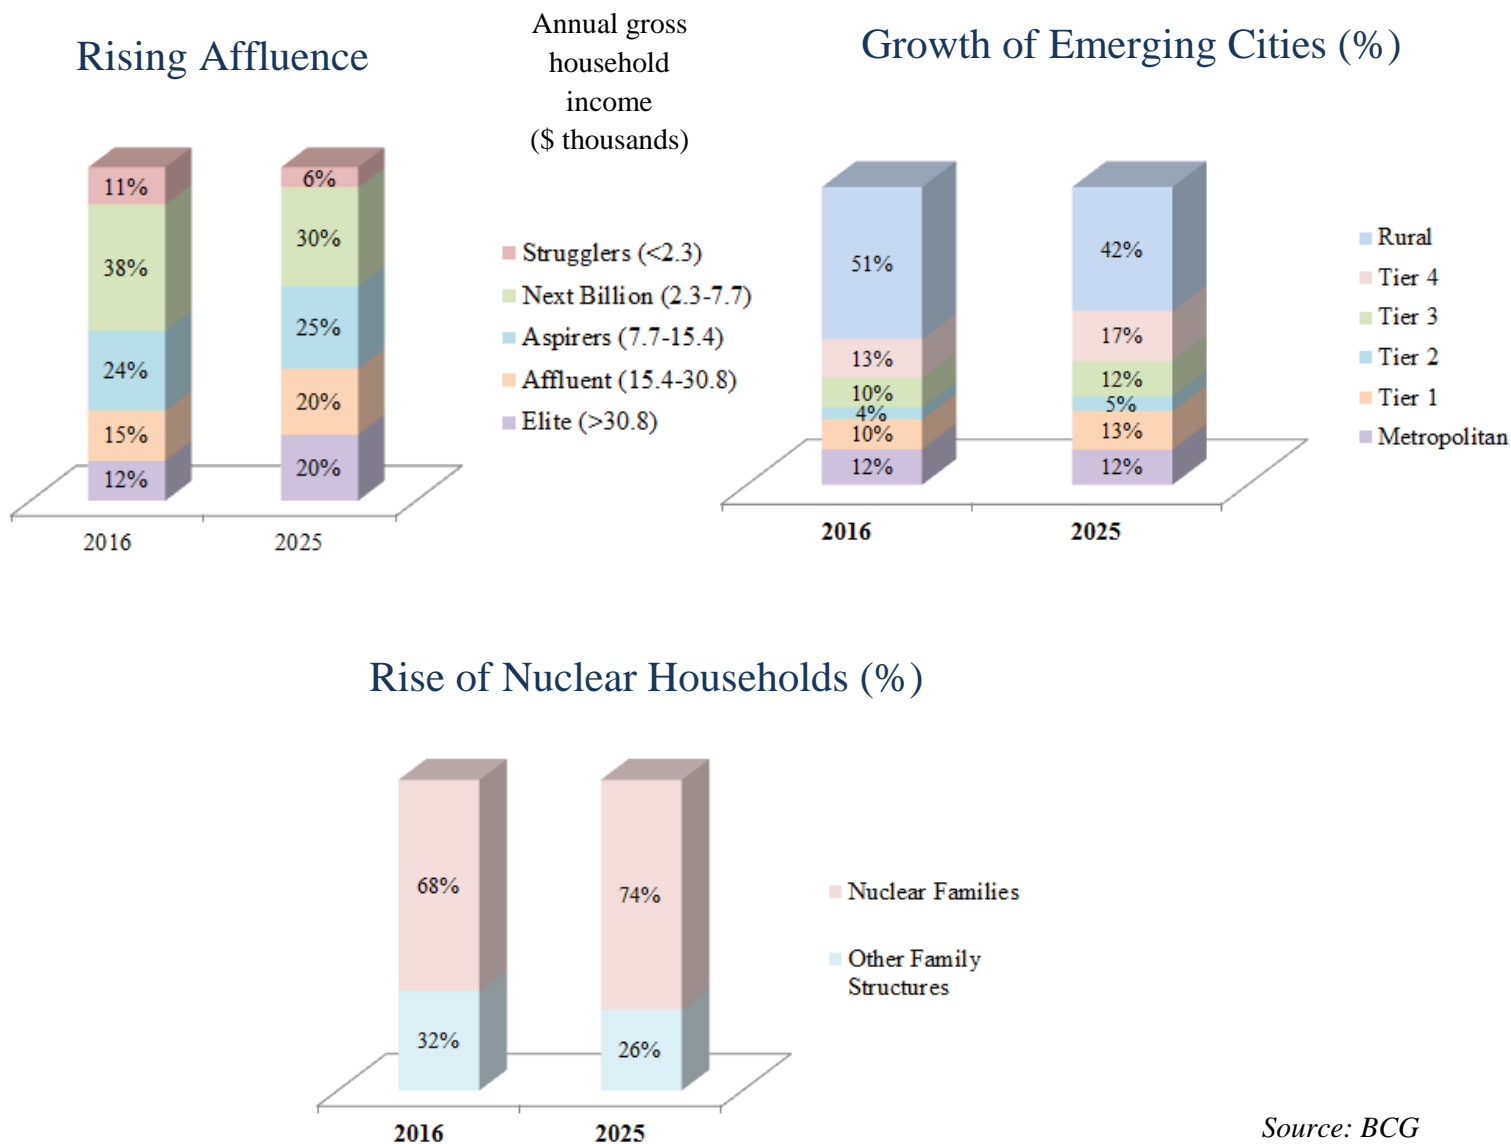 Rising Affluence
Annual gross
household
income
($ thousands)
11%
38%
24%
15%
12%
6%
30%
25%
20%
20%
2016
2025
Strugglers (<2.3)
Next Billion (2.3-7.7)
Aspirers (7.7-15.4)
Affluent (15.4-30.8)
Elite (>30.8)
Growth of Emerging Cities (%)
51%
13%
10%
4%
10%
12%
42%
17%
12%
5%
13%
12%
2016
2025
Rural
Tier 4
Tier 3
Tier 2
Tier 1
Metropolitan
Rise of Nuclear Households (%)
68%
32%
74%
26%
2016
2025
Nuclear Families
Other Family
Structures
Source: BCG